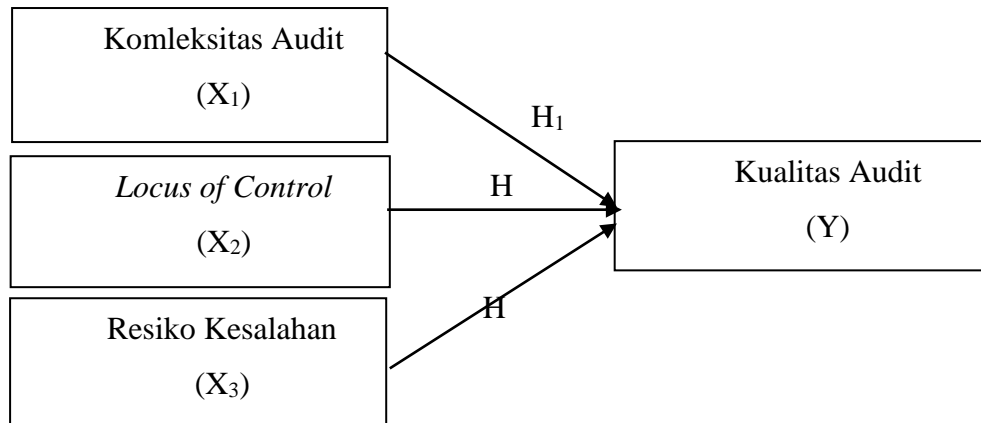 Komleksitas Audit
(X₁)
H₁
Locus of Control
(X₂)
H
Kualitas Audit
(Y)
Resiko Kesalahan
(X₃)
H